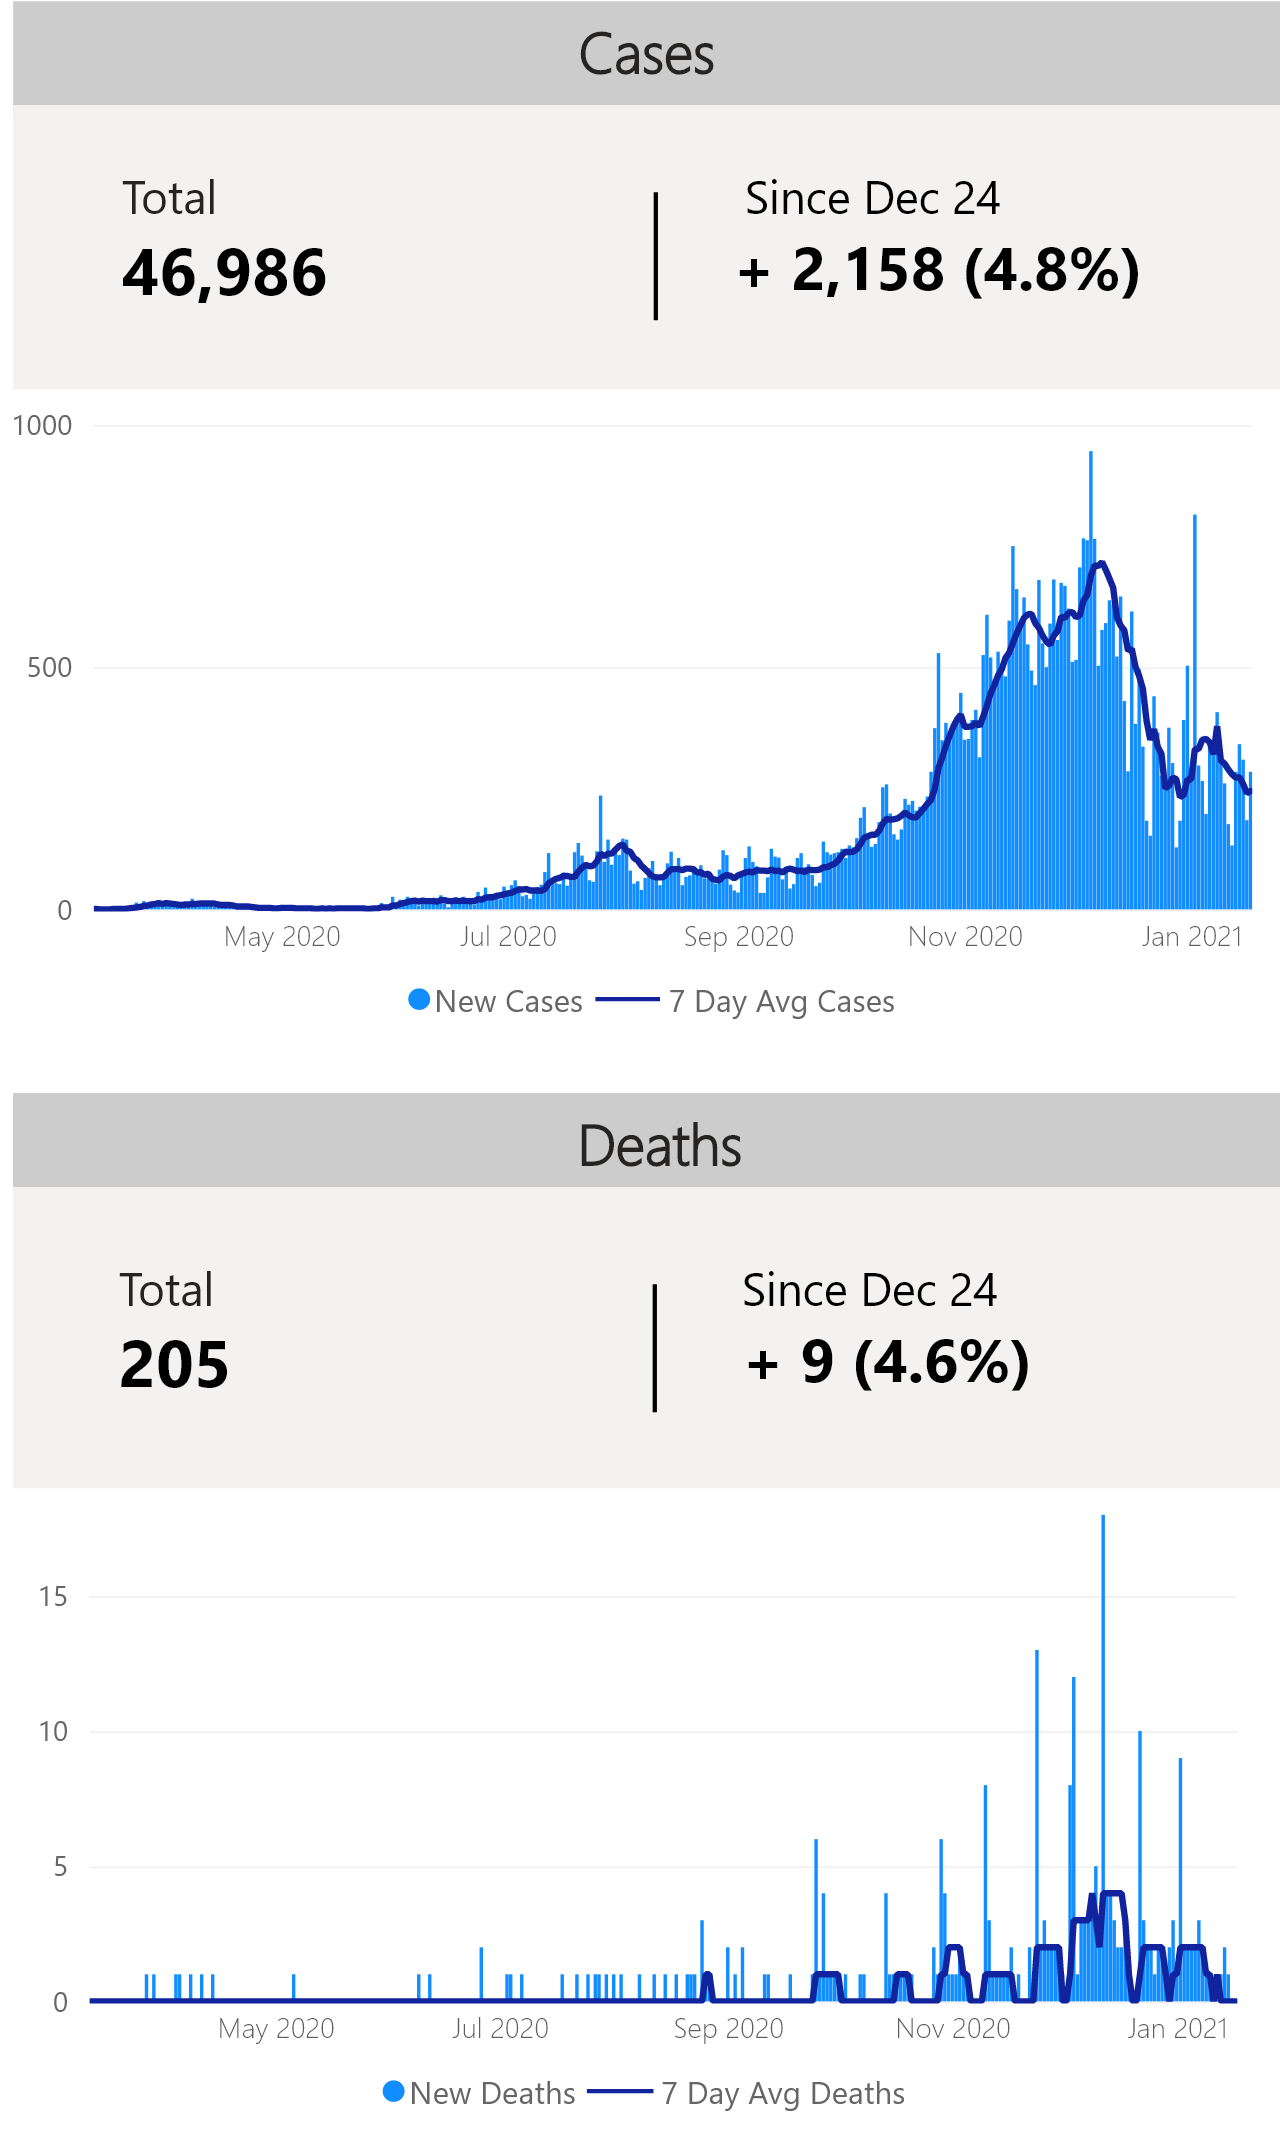 Cases
Total
Since Dec 24
46,986
+ 2,158 (4.8%)
1000
500
0
May 2020 Jul 2020 Sep 2020 Nov 2020 Jan 2021
New Cases 7 Day Avg Cases
Deaths
Total
Since Dec 24
205
+ 9 (4.6%)
15
10
5
0
May 2020 Jul 2020 Sep 2020 Nov 2020 Jan 2021
New Deaths 7 Day Avg Deaths